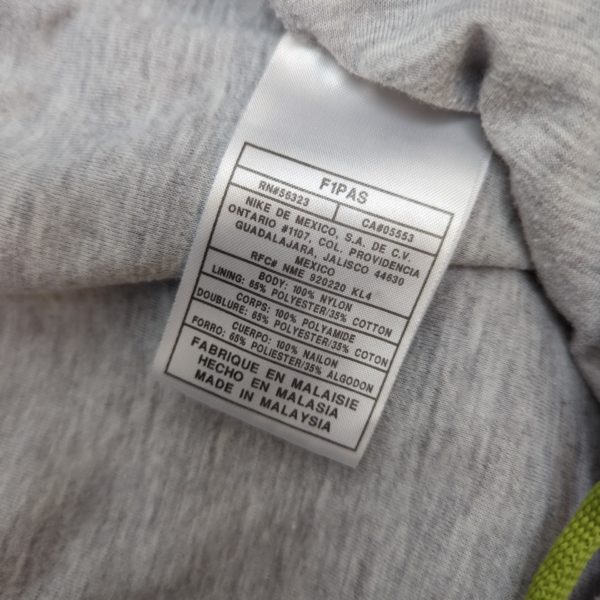 F1PAS
RN#56323 CA#05553
NIKE DE MEXICO, S.A. DE C.V.
ONTARIO #1107, COL. PROVIDENCIA
GUADALAJARA, JALISCO 44630
MEXICO
RFC# NME 920220 KL4
BODY: 100% NYLON
LINING: 65% POLYESTER/35% COTTON
CORPS: 100% POLYAMIDE
DOUBLURE: 65% POLYESTER/35% COTON
CUERPO: 100% NAILON
FORRO: 65% POLIESTER/35% ALGODON
FABRIQUE EN MALAISIE
HECHO EN MALASIA
MADE IN MALAYSIA